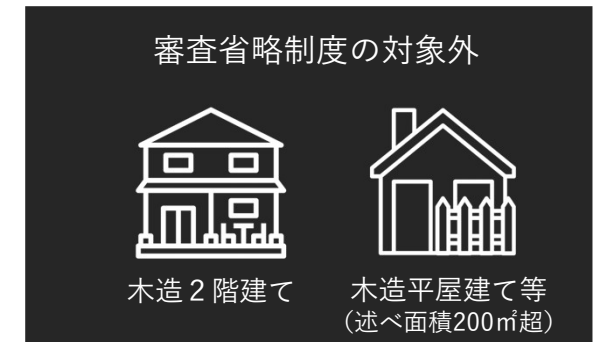 審査省略制度の対象外
木造２階建て
木造平屋建て等
（述べ面積200㎡超）